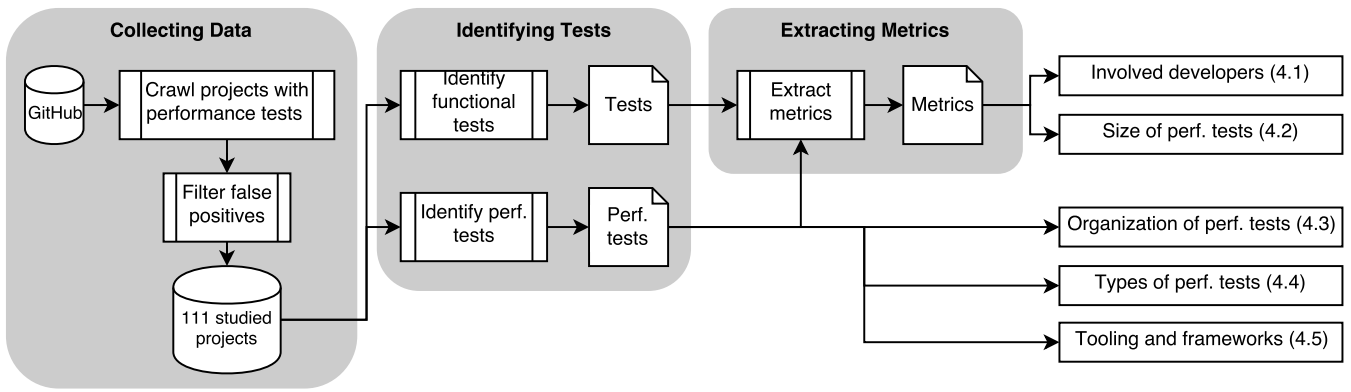 Collecting Data
GitHub
Crawl projects with
performance tests
Filter false
positives
111 studied
projects
Identifying Tests
Identify
functional
tests
Tests
Identify perf.
tests
Perf.
tests
Extracting Metrics
Extract
metrics
Metrics
Involved developers (4.1)
Size of perf. tests (4.2)
Organization of perf. tests (4.3)
Types of perf. tests (4.4)
Tooling and frameworks (4.5)